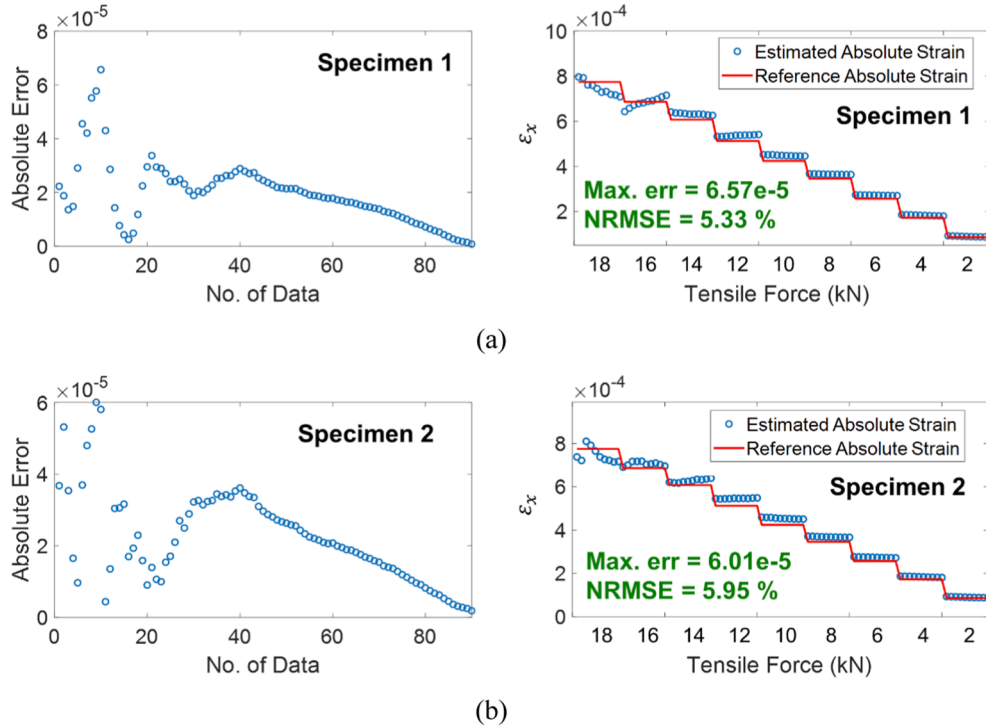 ×10⁻⁵
8
6
4
2
0
Absolute Error
Specimen 1
0 20 40 60 80
No. of Data
×10⁻⁴
10
8
6
4
2
εₓ
Estimated Absolute Strain
Reference Absolute Strain
Specimen 1
Max. err = 6.57e-5
NRMSE = 5.33 %
18 16 14 12 10 8 6 4 2
Tensile Force (kN)
(a)
×10⁻⁵
6
4
2
0
Absolute Error
Specimen 2
0 20 40 60 80
No. of Data
×10⁻⁴
8
6
4
2
0
εₓ
Estimated Absolute Strain
Reference Absolute Strain
Specimen 2
Max. err = 6.01e-5
NRMSE = 5.95 %
18 16 14 12 10 8 6 4 2
Tensile Force (kN)
(b)